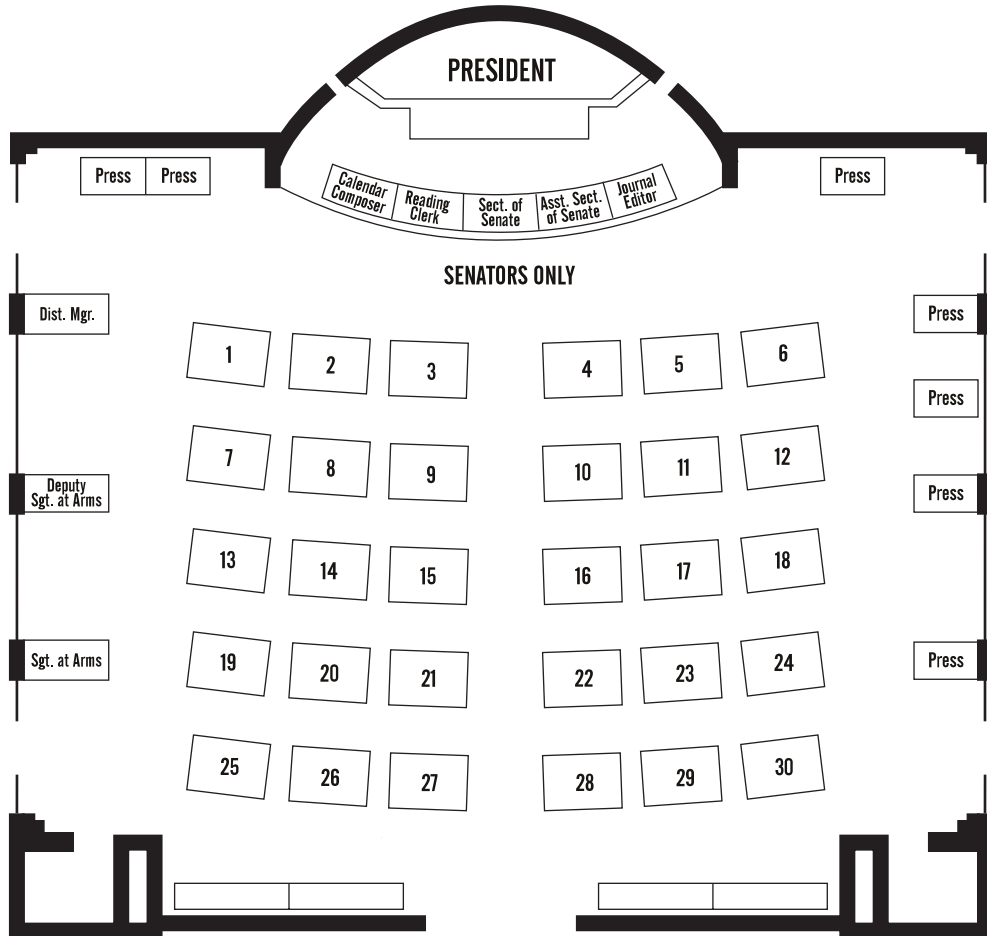 PRESIDENT
Press
Press
Press
Calendar
Composer
Reading
Clerk
Sect. of
Senate
Asst. Sect.
of Senate
Journal
Editor
SENATORS ONLY
Dist. Mgr.
Press
1
2
3
4
5
6
Press
7
8
9
10
11
12
Deputy
Sgt. at Arms
Press
13
14
15
16
17
18
Sgt. at Arms
19
20
21
22
23
24
Press
25
26
27
28
29
30